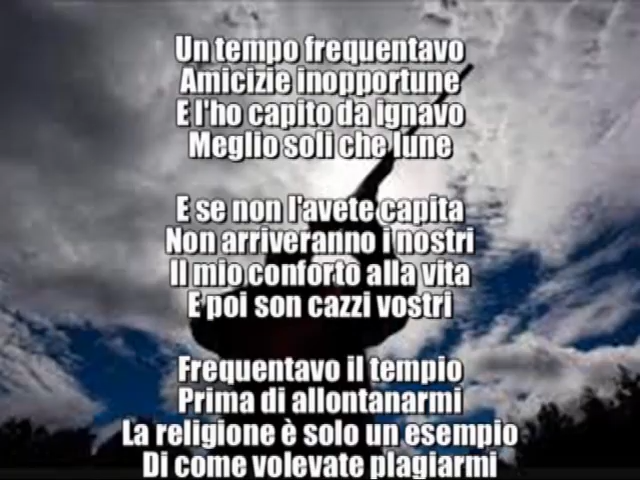 Un tempo frequentavo
Amicizie inopportune
E l'ho capito da ignavo
Meglio soli che lune
E se non l'avete capita
Non arriveranno i nostri
Il mio conforto alla vita
E poi son cazzi vostri
Frequentavo il tempio
Prima di allontanarmi
La religione è solo un esempio
Di come volevate plagiarmi